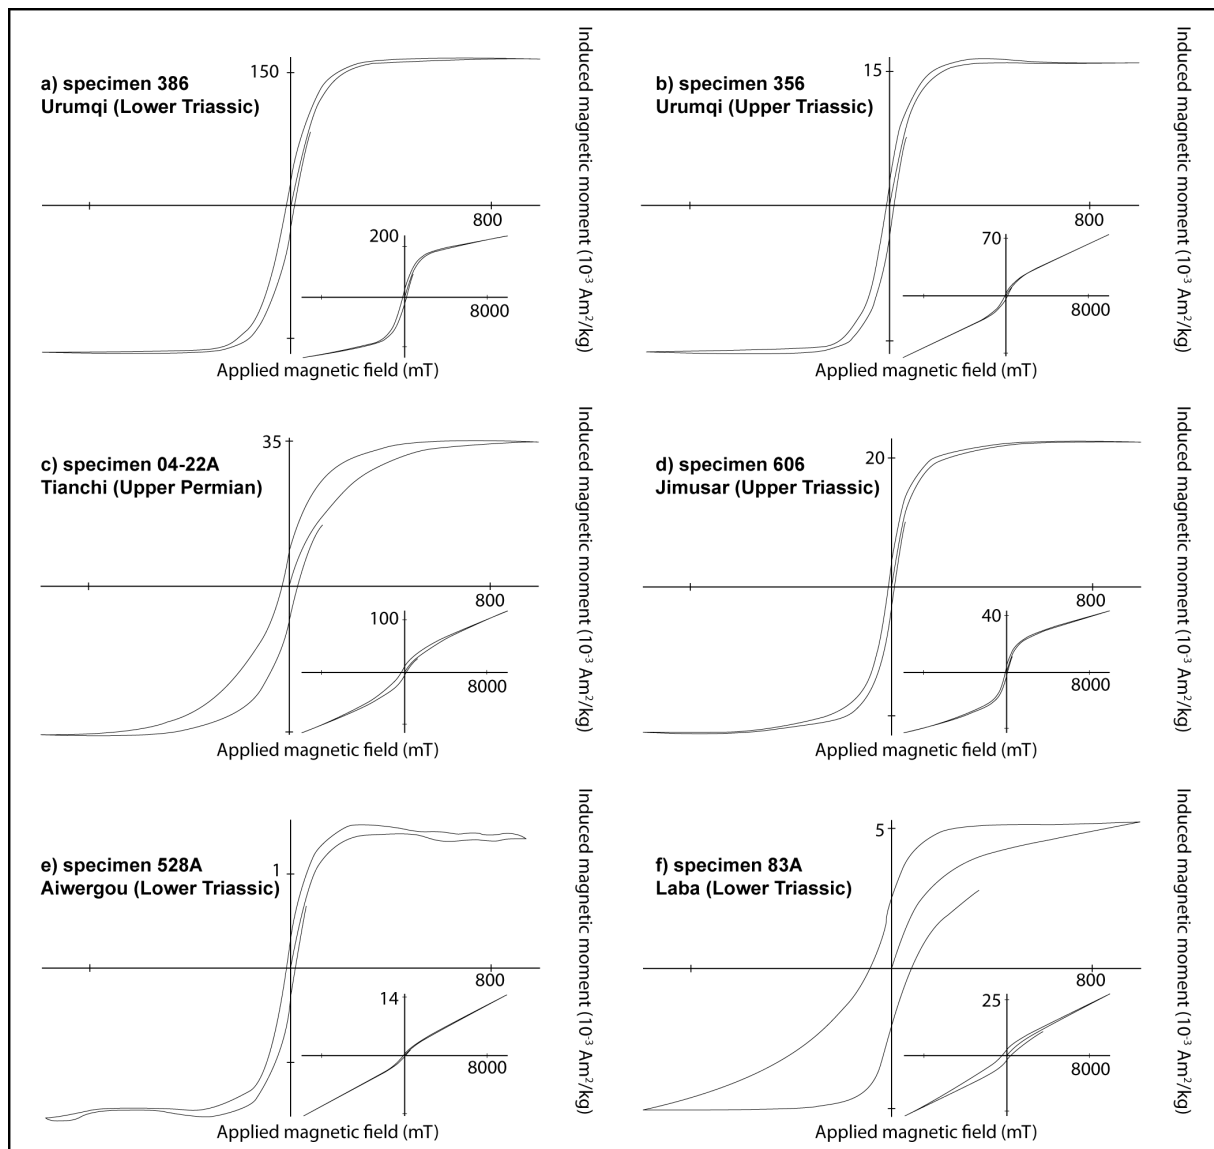 a) specimen 386
Urumqi (Lower Triassic)
150
800
200
8000
Applied magnetic field (mT)
Induced magnetic moment (10⁻³ Am²/kg)
b) specimen 356
Urumqi (Upper Triassic)
15
800
70
8000
Applied magnetic field (mT)
Induced magnetic moment (10⁻³ Am²/kg)
c) specimen 04-22A
Tianchi (Upper Permian)
35
800
100
8000
Applied magnetic field (mT)
Induced magnetic moment (10⁻³ Am²/kg)
d) specimen 606
Jimusar (Upper Triassic)
20
800
40
8000
Applied magnetic field (mT)
Induced magnetic moment (10⁻³ Am²/kg)
e) specimen 528A
Aiwergou (Lower Triassic)
1
800
14
8000
Applied magnetic field (mT)
Induced magnetic moment (10⁻³ Am²/kg)
f) specimen 83A
Laba (Lower Triassic)
5
800
25
8000
Applied magnetic field (mT)
Induced magnetic moment (10⁻³ Am²/kg)